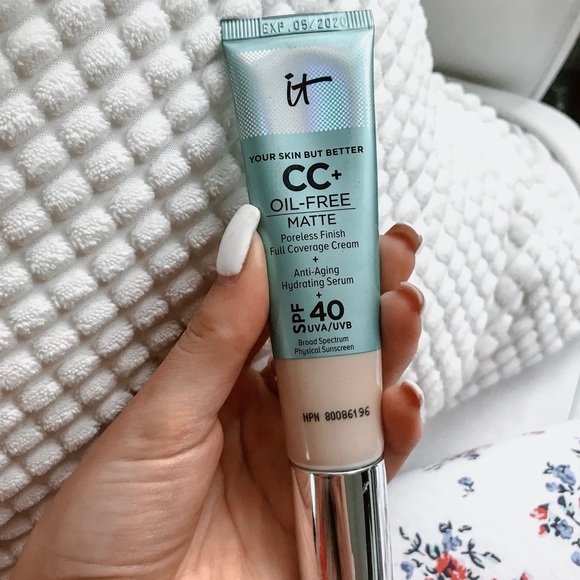 EXP. 05/2020
iT
YOUR SKIN BUT BETTER
CC+
OIL-FREE
MATTE
Poreless Finish
Full Coverage Cream
+
Anti-Aging
Hydrating Serum
+
SPF 40
UVA/UVB
Broad Spectrum
Physical Sunscreen
NPN 80086196